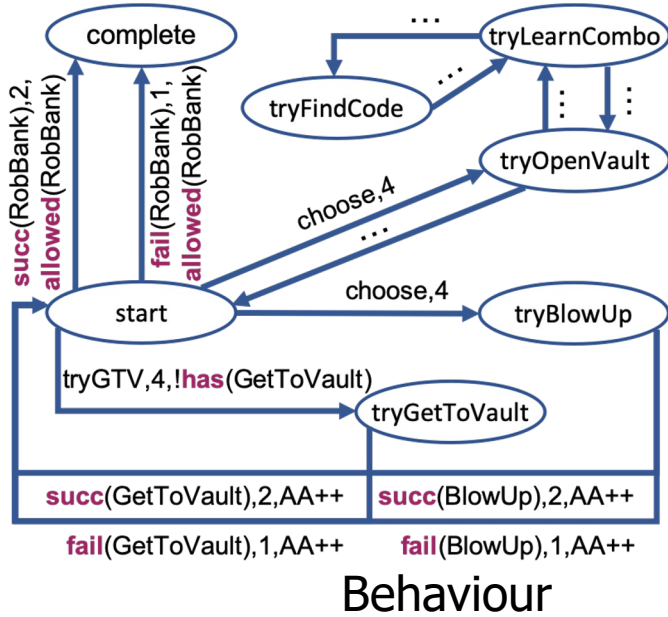 complete
...
tryLearnCombo
tryFindCode
...
...
...
tryOpenVault
succ(RobBank),2,
allowed(RobBank)
fail(RobBank),1,
allowed(RobBank)
choose,4
...
start
choose,4
tryBlowUp
tryGTV,4,!has(GetToVault)
tryGetToVault
succ(GetToVault),2,AA++
succ(BlowUp),2,AA++
fail(GetToVault),1,AA++
fail(BlowUp),1,AA++
Behaviour